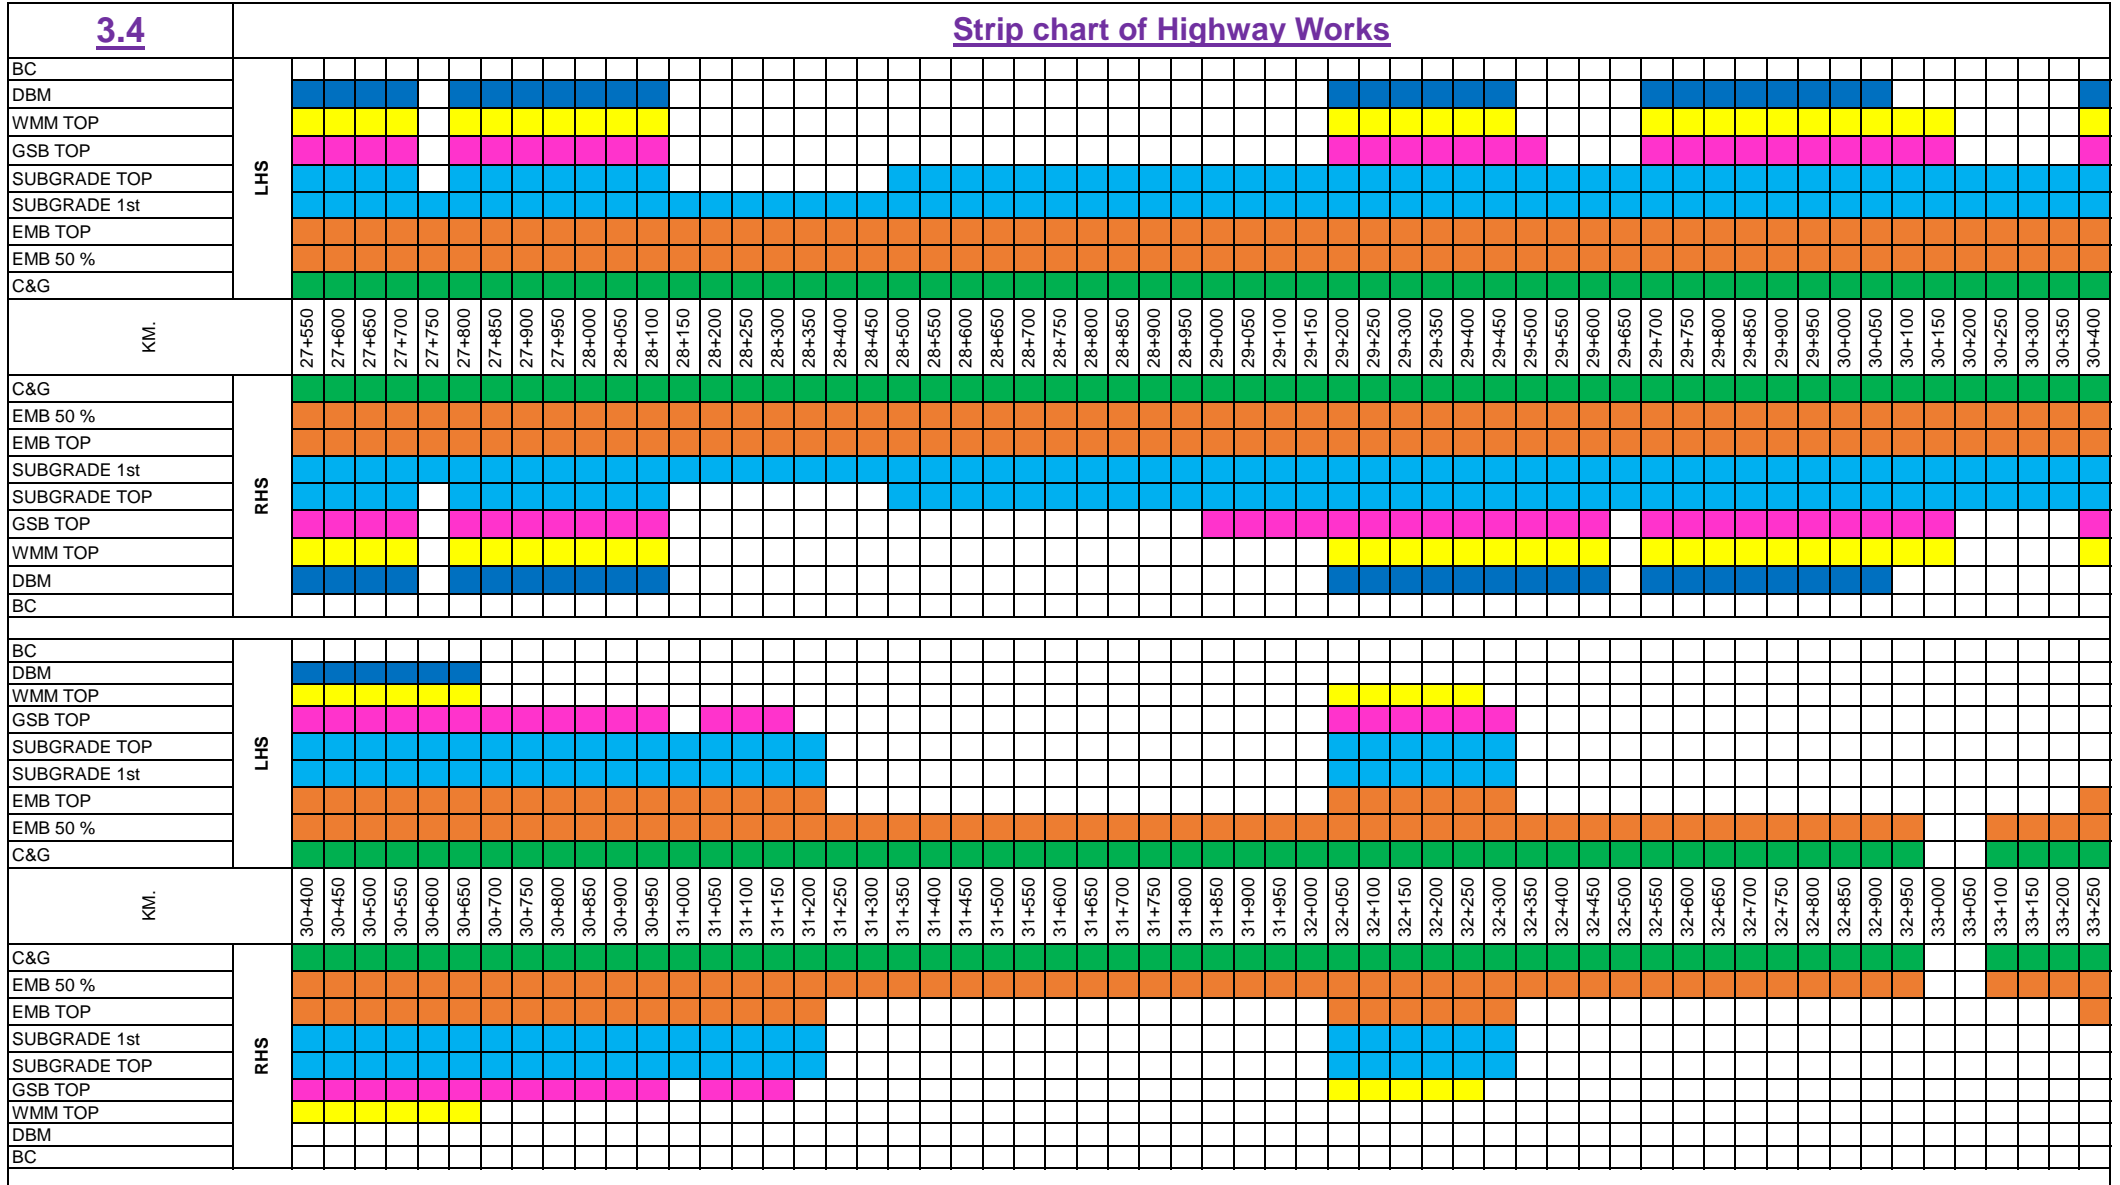 3.4 Strip chart of Highway Works
BC
DBM
WMM TOP
GSB TOP
SUBGRADE TOP
SUBGRADE 1st
EMB TOP
EMB 50 %
C&G
LHS
KM. 27+550 27+600 27+650 27+700 27+750 27+800 27+850 27+900 27+950 28+000 28+050 28+100 28+150 28+200 28+250 28+300 28+350 28+400 28+450 28+500 28+550 28+600 28+650 28+700 28+750 28+800 28+850 28+900 28+950 29+000 29+050 29+100 29+150 29+200 29+250 29+300 29+350 29+400 29+450 29+500 29+550 29+600 29+650 29+700 29+750 29+800 29+850 29+900 29+950 30+000 30+050 30+100 30+150 30+200 30+250 30+300 30+350 30+400
C&G
EMB 50 %
EMB TOP
SUBGRADE 1st
SUBGRADE TOP
GSB TOP
WMM TOP
DBM
BC
RHS
BC
DBM
WMM TOP
GSB TOP
SUBGRADE TOP
SUBGRADE 1st
EMB TOP
EMB 50 %
C&G
LHS
KM. 30+400 30+450 30+500 30+550 30+600 30+650 30+700 30+750 30+800 30+850 30+900 30+950 31+000 31+050 31+100 31+150 31+200 31+250 31+300 31+350 31+400 31+450 31+500 31+550 31+600 31+650 31+700 31+750 31+800 31+850 31+900 31+950 32+000 32+050 32+100 32+150 32+200 32+250 32+300 32+350 32+400 32+450 32+500 32+550 32+600 32+650 32+700 32+750 32+800 32+850 32+900 32+950 33+000 33+050 33+100 33+150 33+200 33+250
C&G
EMB 50 %
EMB TOP
SUBGRADE 1st
SUBGRADE TOP
GSB TOP
WMM TOP
DBM
BC
RHS